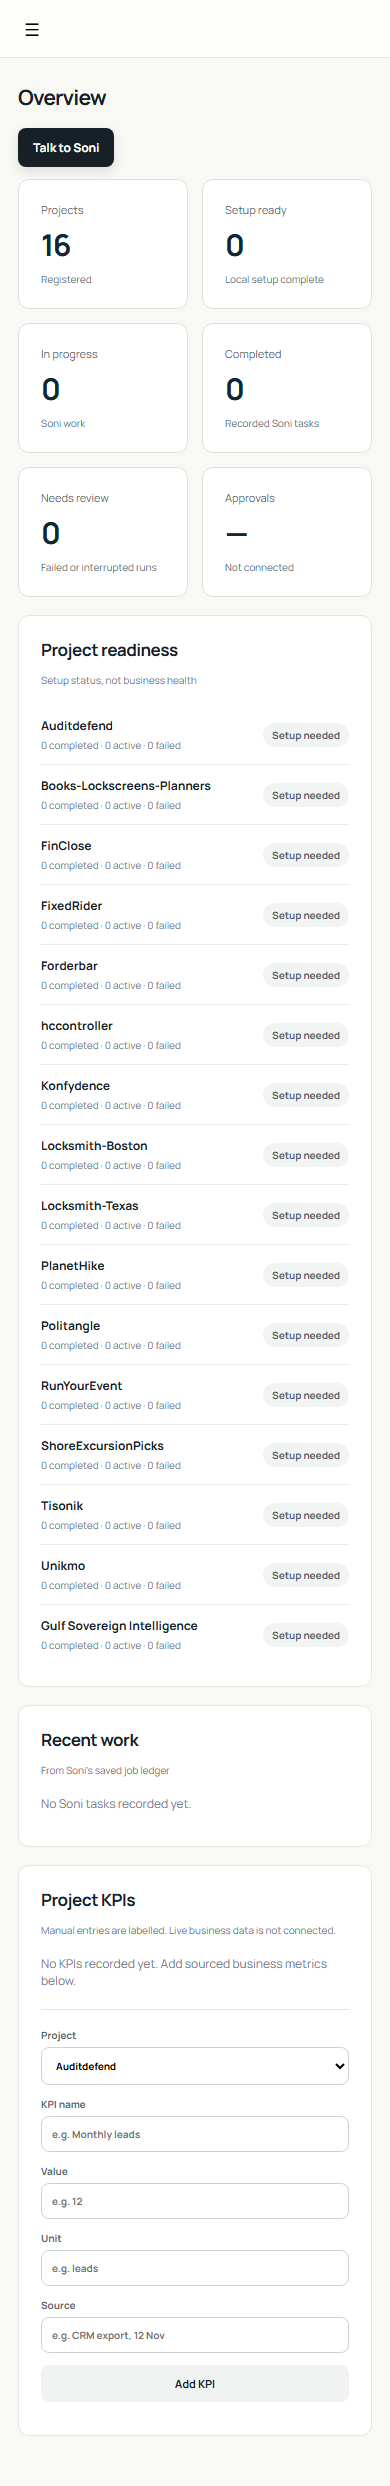 ☰
Overview
Talk to Soni
Projects
16
Registered
Setup ready
0
Local setup complete
In progress
0
Soni work
Completed
0
Recorded Soni tasks
Needs review
0
Failed or interrupted runs
Approvals
—
Not connected
Project readiness
Setup status, not business health
Auditdefend
0 completed · 0 active · 0 failed
Setup needed
Books-Lockscreens-Planners
0 completed · 0 active · 0 failed
Setup needed
FinClose
0 completed · 0 active · 0 failed
Setup needed
FixedRider
0 completed · 0 active · 0 failed
Setup needed
Forderbar
0 completed · 0 active · 0 failed
Setup needed
hccontroller
0 completed · 0 active · 0 failed
Setup needed
Konfydence
0 completed · 0 active · 0 failed
Setup needed
Locksmith-Boston
0 completed · 0 active · 0 failed
Setup needed
Locksmith-Texas
0 completed · 0 active · 0 failed
Setup needed
PlanetHike
0 completed · 0 active · 0 failed
Setup needed
Politangle
0 completed · 0 active · 0 failed
Setup needed
RunYourEvent
0 completed · 0 active · 0 failed
Setup needed
ShoreExcursionPicks
0 completed · 0 active · 0 failed
Setup needed
Tisonik
0 completed · 0 active · 0 failed
Setup needed
Unikmo
0 completed · 0 active · 0 failed
Setup needed
Gulf Sovereign Intelligence
0 completed · 0 active · 0 failed
Setup needed
Recent work
From Soni's saved job ledger
No Soni tasks recorded yet.
Project KPIs
Manual entries are labelled. Live business data is not connected.
No KPIs recorded yet. Add sourced business metrics
below.
Project
Auditdefend
KPI name
e.g. Monthly leads
Value
e.g. 12
Unit
e.g. leads
Source
e.g. CRM export, 12 Nov
Add KPI